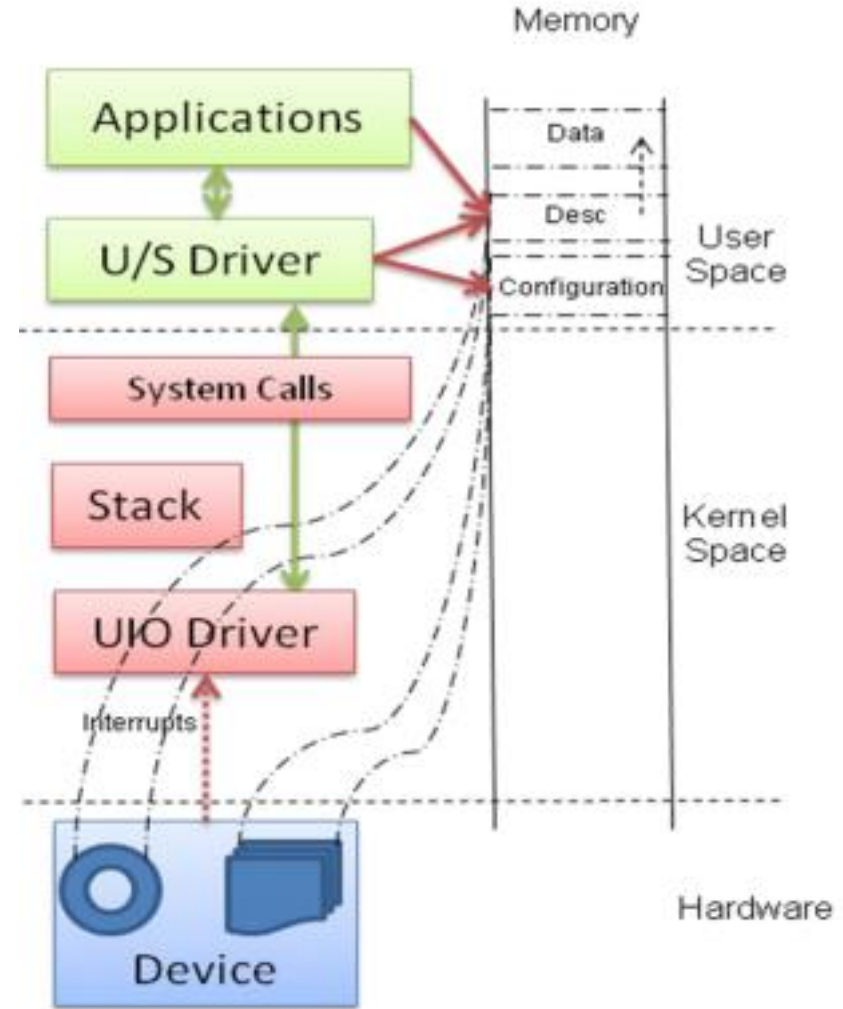 Memory
Applications
Data
Desc
U/S Driver
User
Space
Configuration
System Calls
Stack
Kernel
Space
UIO Driver
Interrupts
Hardware
Device